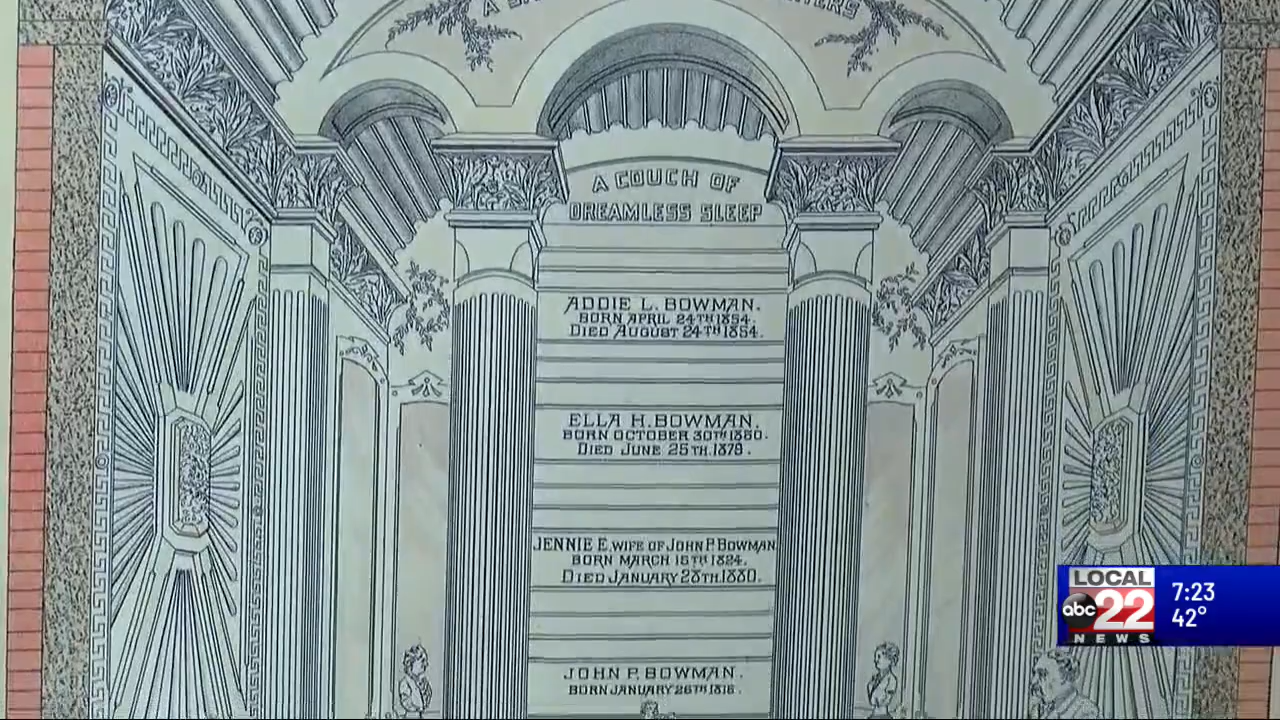 A
A COUCH OF
DREAMLESS SLEEP
ADDIE L. BOWMAN.
BORN APRIL 24TH 1854.
DIED AUGUST 24TH 1854.
ELLA H. BOWMAN.
BORN OCTOBER 30TH 1860.
DIED JUNE 25TH. 1879.
JENNIE E. WIFE OF JOHN P. BOWMAN
BORN MARCH 15TH 1824.
DIED JANUARY 28TH. 1880.
JOHN P. BOWMAN.
BORN JANUARY 26TH 1816.
LOCAL
abc 22
NEWS
7:23
42°